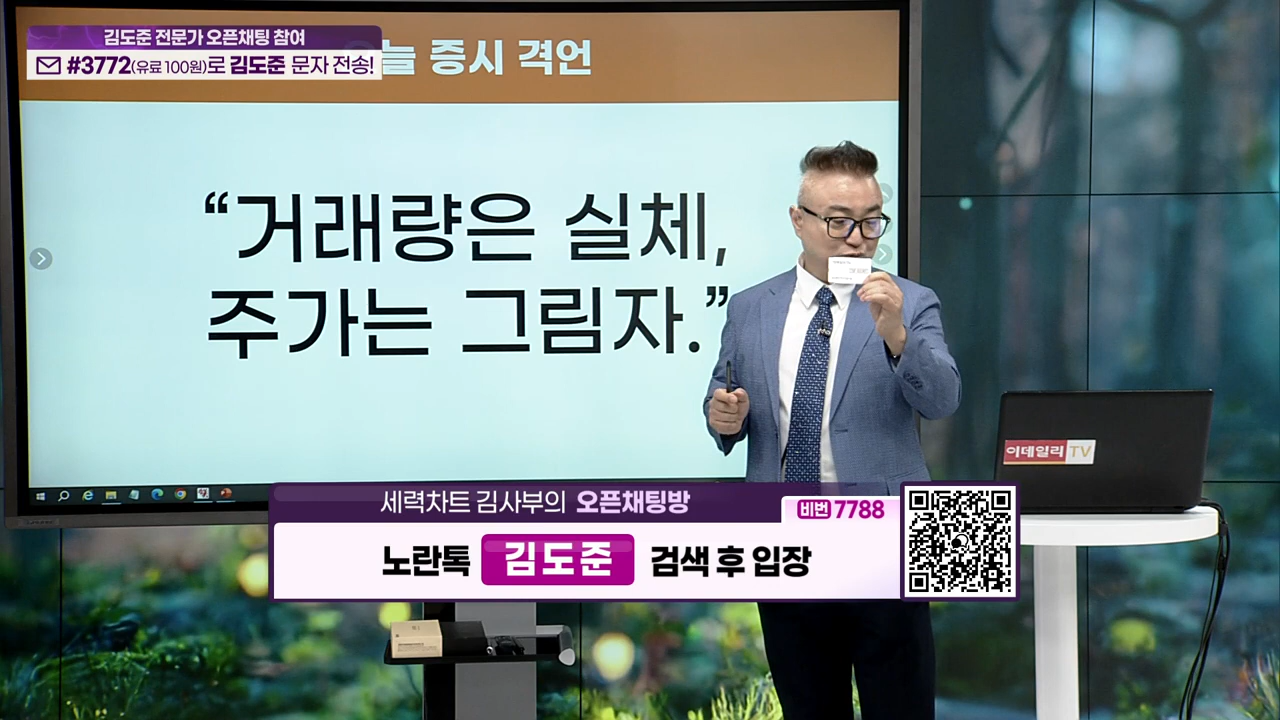 김도준 전문가 오픈채팅 참여
#3772(유료 100원)로 김도준 문자 전송!
늘 증시 격언
“거래량은 실체,
주가는 그림자.”
이데일리 TV
세력차트 김사부의 오픈채팅방
비번 7788
노란톡 김도준 검색 후 입장